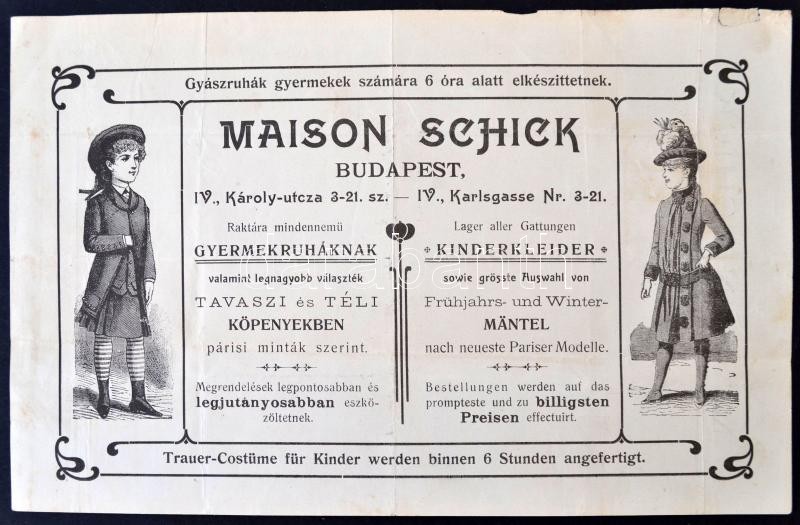 Gyászruhák gyermekek számára 6 óra alatt elkészittetnek.
MAISON SCHICK
BUDAPEST,
IV., Károly-utcza 3-21. sz. — IV., Karlsgasse Nr. 3-21.
Raktára mindennemü
GYERMEKRUHÁKNAK
valamint legnagyobb választék
TAVASZI és TÉLI
KÖPENYEKBEN
párisi minták szerint.
Megrendelések legpontosabban és
legjutányosabban eszkö-
zöltetnek.
Lager aller Gattungen
KINDERKLEIDER
sowie grösste Auswahl von
Frühjahrs- und Winter-
MÄNTEL
nach neueste Pariser Modelle.
Bestellungen werden auf das
prompteste und zu billigsten
Preisen effectuirt.
Trauer-Costüme für Kinder werden binnen 6 Stunden angefertigt.